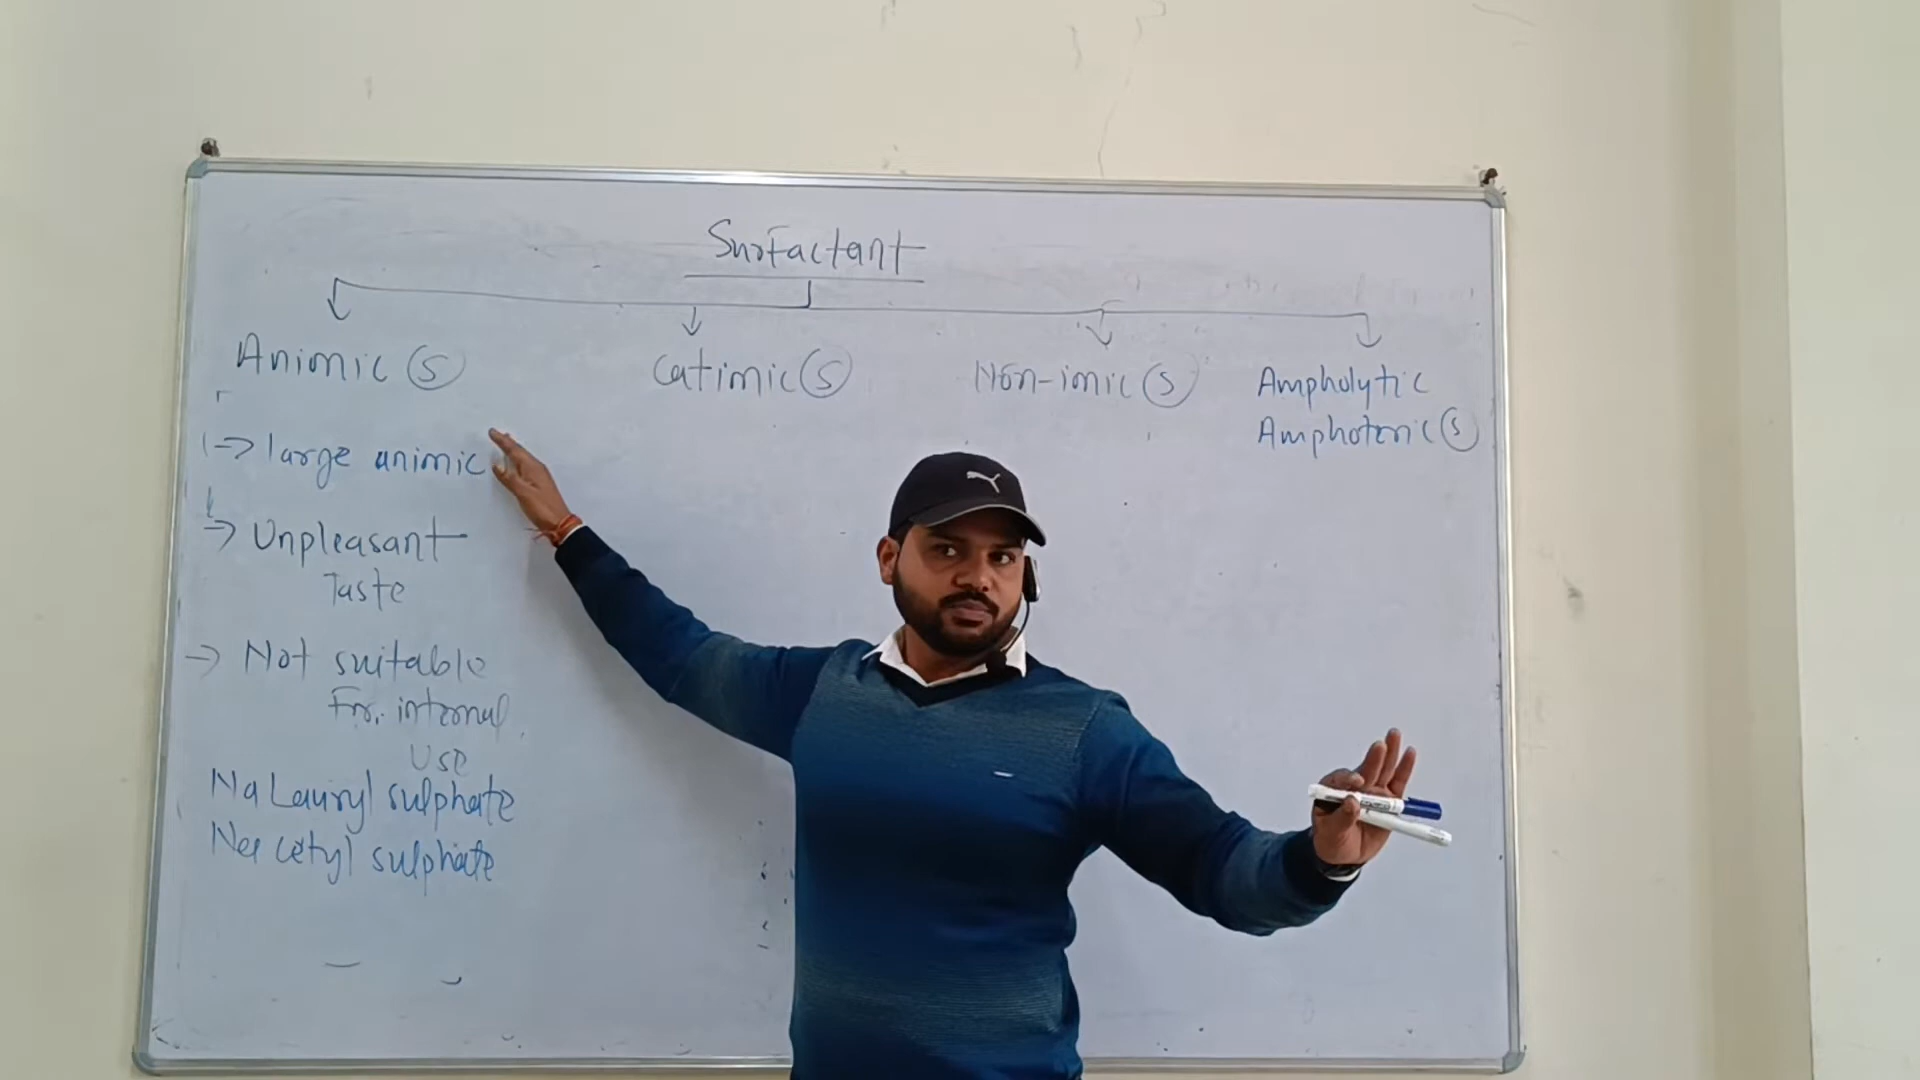 Surfactant
Anionic (S)
Cationic (S)
Non-ionic (S)
Ampholytic
Amphoteric (S)
→ large anionic
→ Unpleasant
Taste
→ Not suitable
For internal
Use
Na Lauryl sulphate
Na Cetyl sulphate